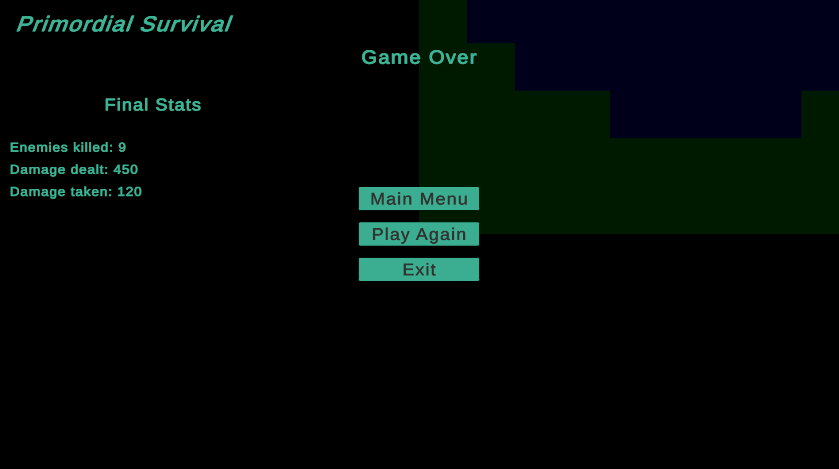 Primordial Survival
Game Over
Final Stats
Enemies killed: 9
Damage dealt: 450
Damage taken: 120
Main Menu
Play Again
Exit